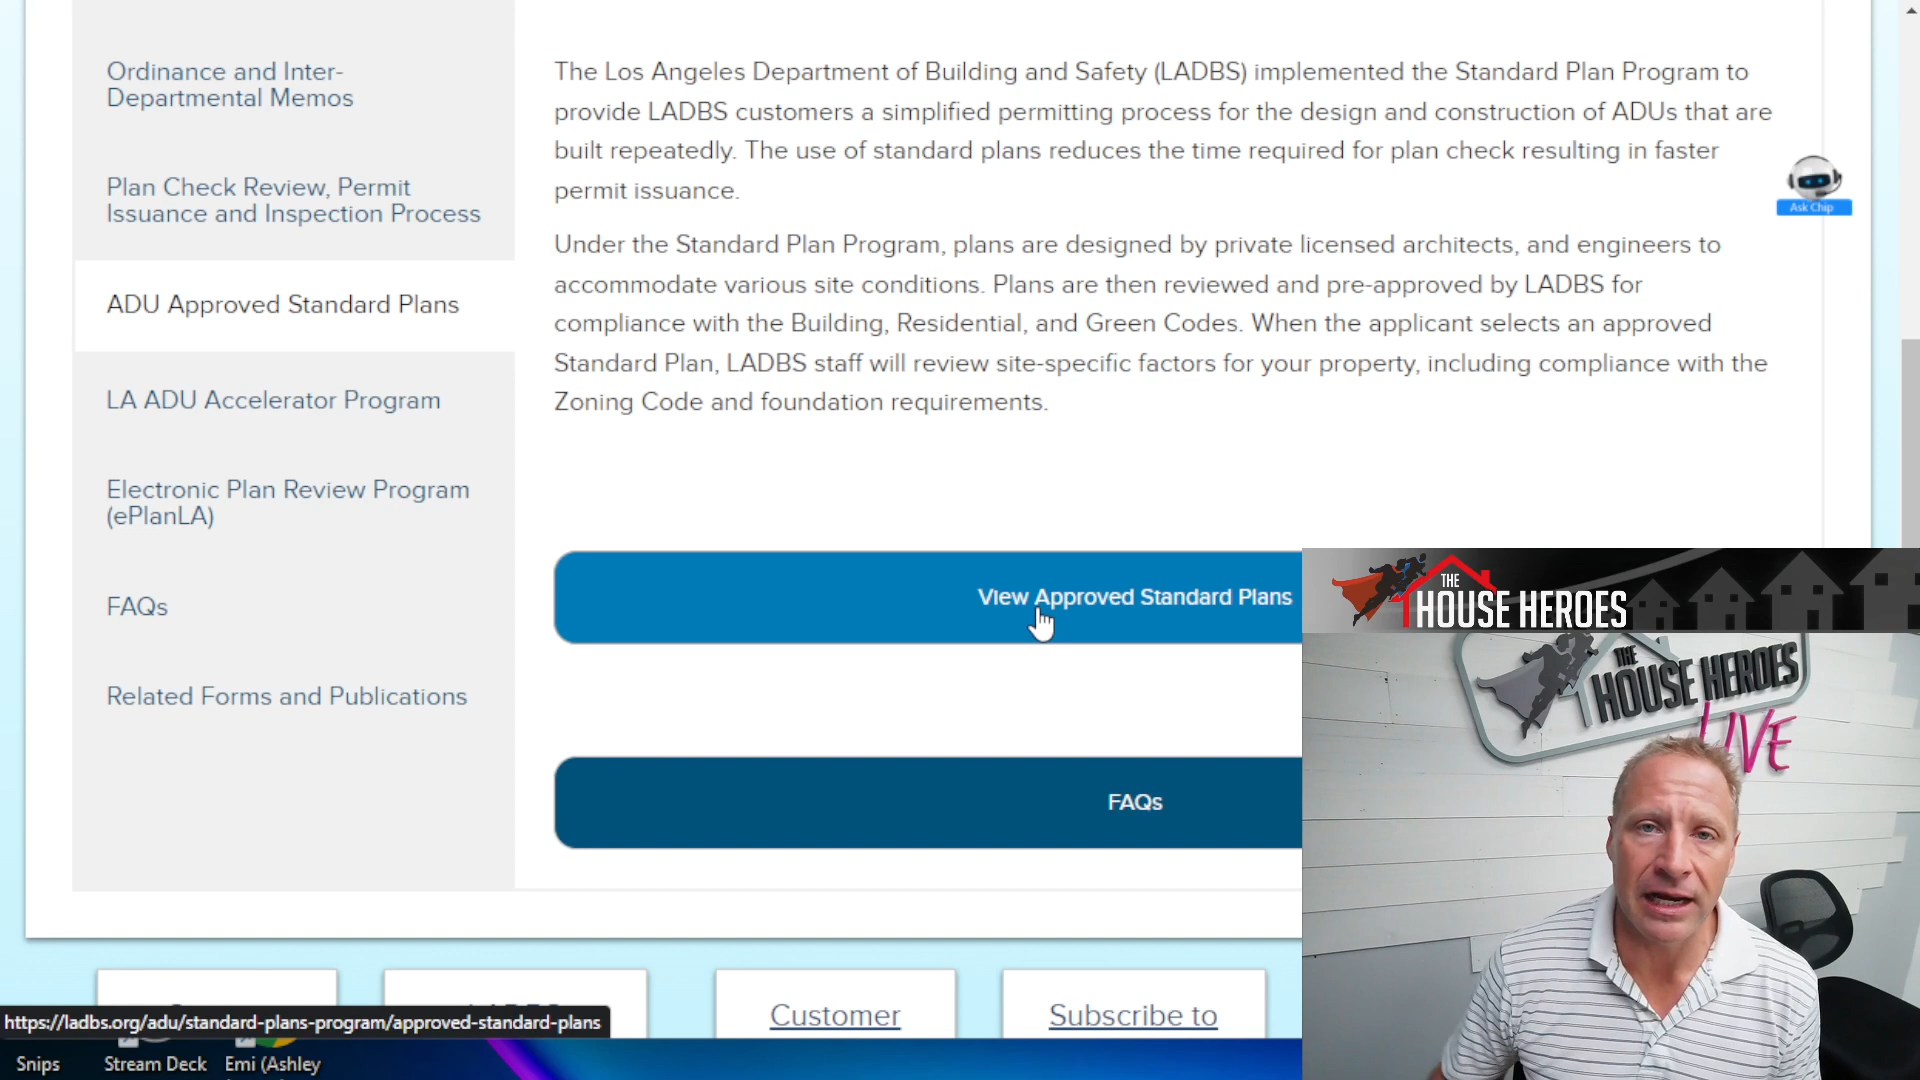 Ordinance and Inter-
Departmental Memos
Plan Check Review, Permit
Issuance and Inspection Process
ADU Approved Standard Plans
LA ADU Accelerator Program
Electronic Plan Review Program
(ePlanLA)
FAQs
Related Forms and Publications
The Los Angeles Department of Building and Safety (LADBS) implemented the Standard Plan Program to
provide LADBS customers a simplified permitting process for the design and construction of ADUs that are
built repeatedly. The use of standard plans reduces the time required for plan check resulting in faster
permit issuance.
Under the Standard Plan Program, plans are designed by private licensed architects, and engineers to
accommodate various site conditions. Plans are then reviewed and pre-approved by LADBS for
compliance with the Building, Residential, and Green Codes. When the applicant selects an approved
Standard Plan, LADBS staff will review site-specific factors for your property, including compliance with the
Zoning Code and foundation requirements.
Ask Chip
View Approved Standard Plans
FAQs
THE
HOUSE HEROES
THE
HOUSE HEROES
LIVE
Customer
Subscribe to
https://ladbs.org/adu/standard-plans-program/approved-standard-plans
Snips
Stream Deck
Emi (Ashley